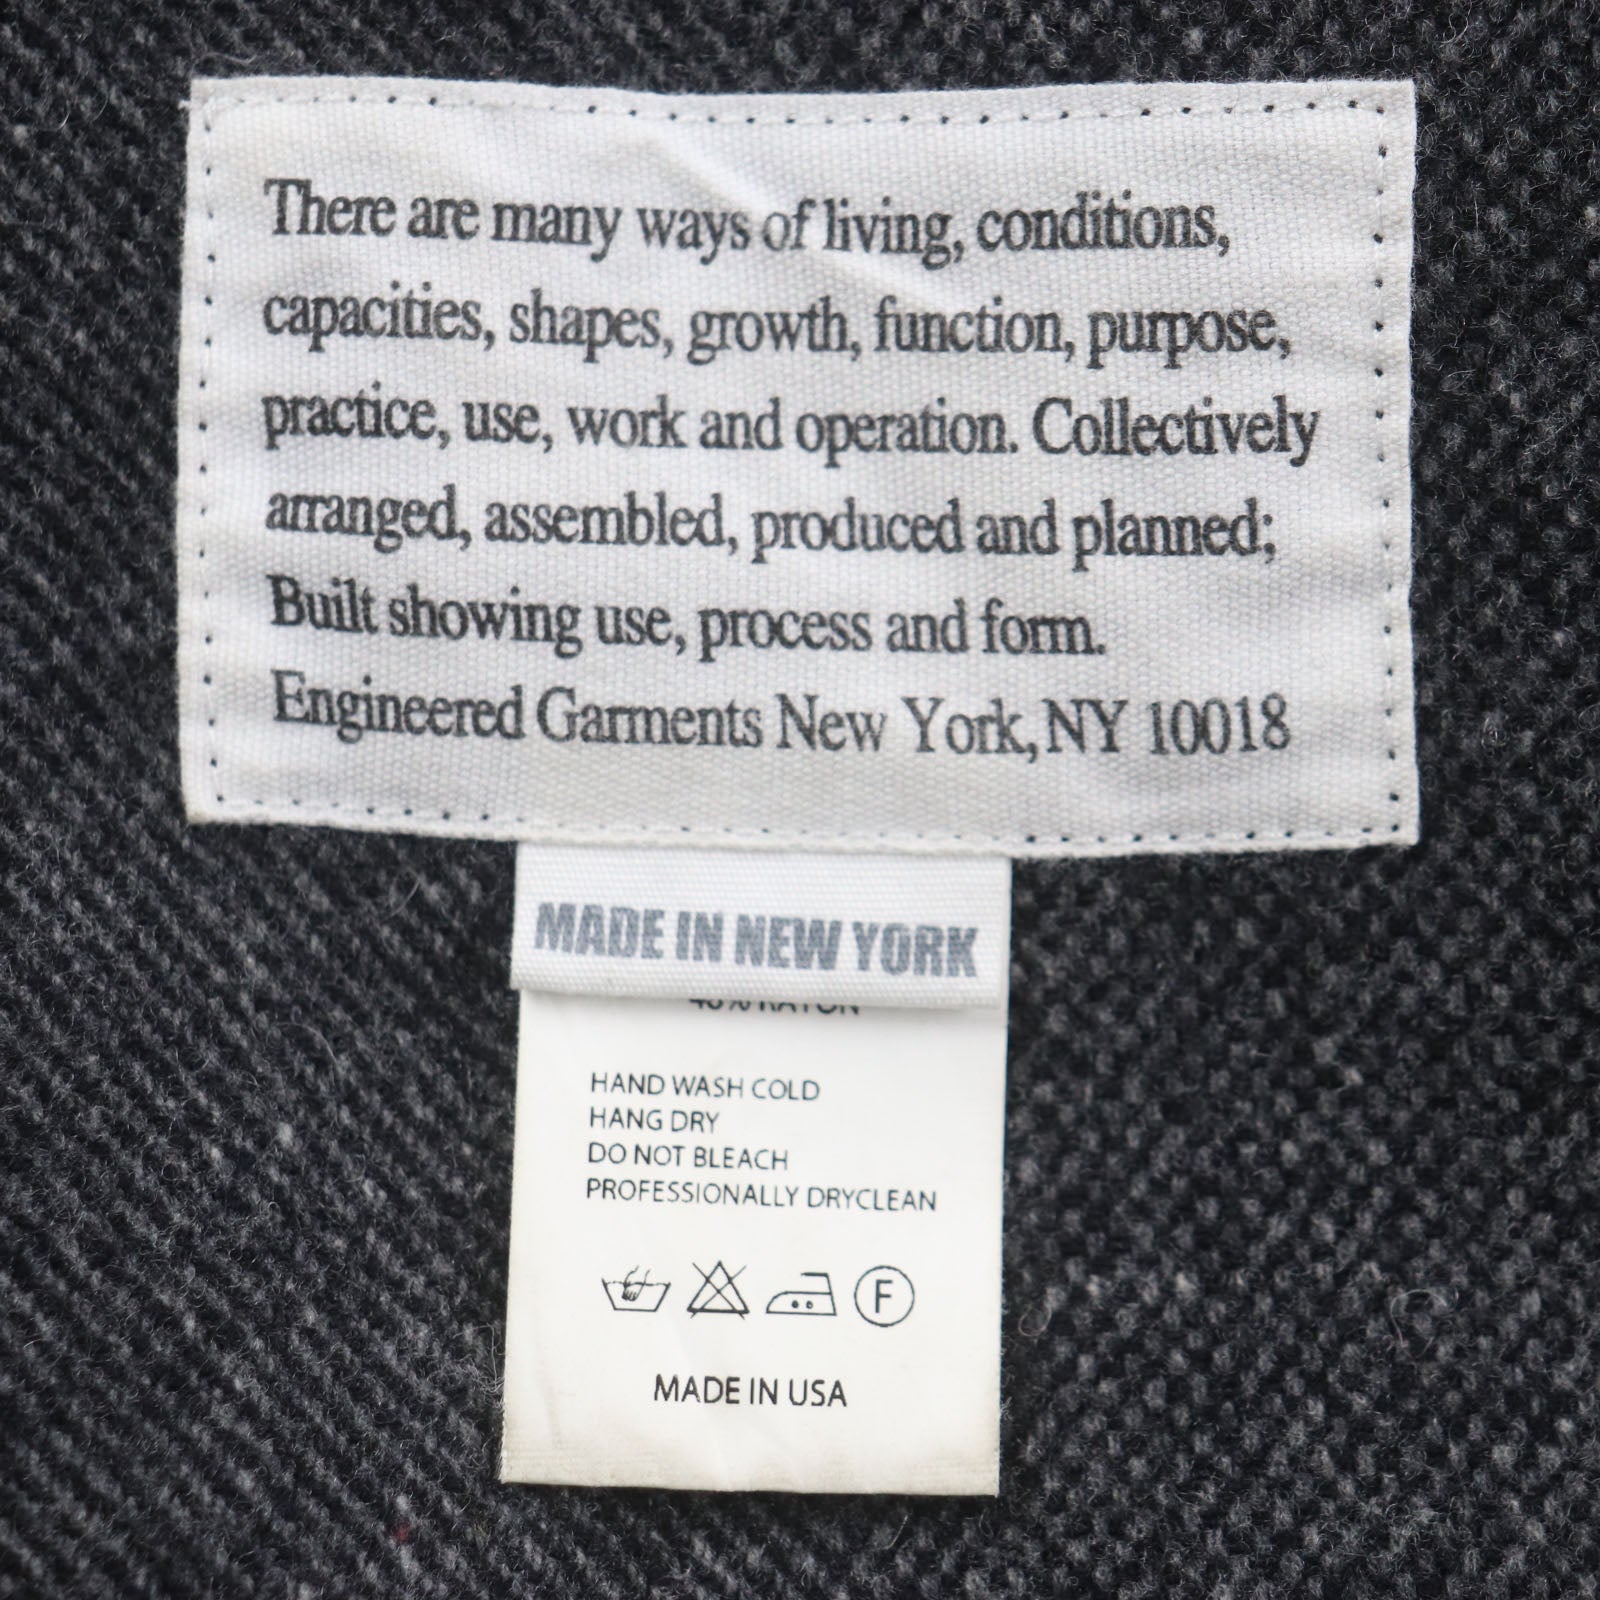 There are many ways of living, conditions,
capacities, shapes, growth, function, purpose,
practice, use, work and operation. Collectively
arranged, assembled, produced and planned;
Built showing use, process and form.
Engineered Garments New York, NY 10018
MADE IN NEW YORK
RAYON
HAND WASH COLD
HANG DRY
DO NOT BLEACH
PROFESSIONALLY DRYCLEAN
F
MADE IN USA